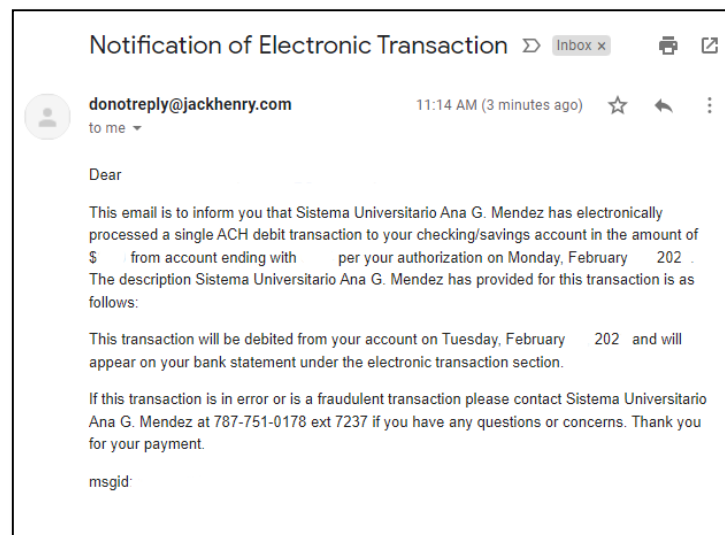 Notification of Electronic Transaction Inbox x
donotreply@jackhenry.com 11:14 AM (3 minutes ago)
to me
Dear
This email is to inform you that Sistema Universitario Ana G. Mendez has electronically
processed a single ACH debit transaction to your checking/savings account in the amount of
$ from account ending with per your authorization on Monday, February 202 .
The description Sistema Universitario Ana G. Mendez has provided for this transaction is as
follows:
This transaction will be debited from your account on Tuesday, February 202 and will
appear on your bank statement under the electronic transaction section.
If this transaction is in error or is a fraudulent transaction please contact Sistema Universitario
Ana G. Mendez at 787-751-0178 ext 7237 if you have any questions or concerns. Thank you
for your payment.
msgid: